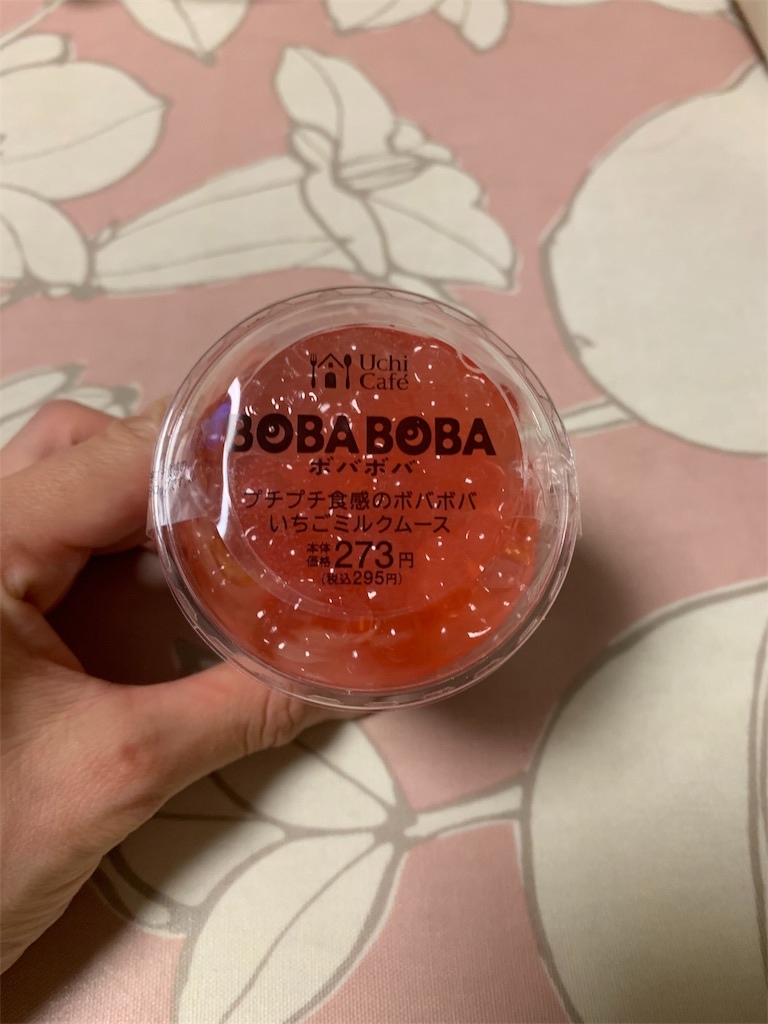 Uchi
Café
BOBA BOBA
ボバボバ
プチプチ食感のボバボバ
いちごミルクムース
本体
価格 273円
(税込295円)